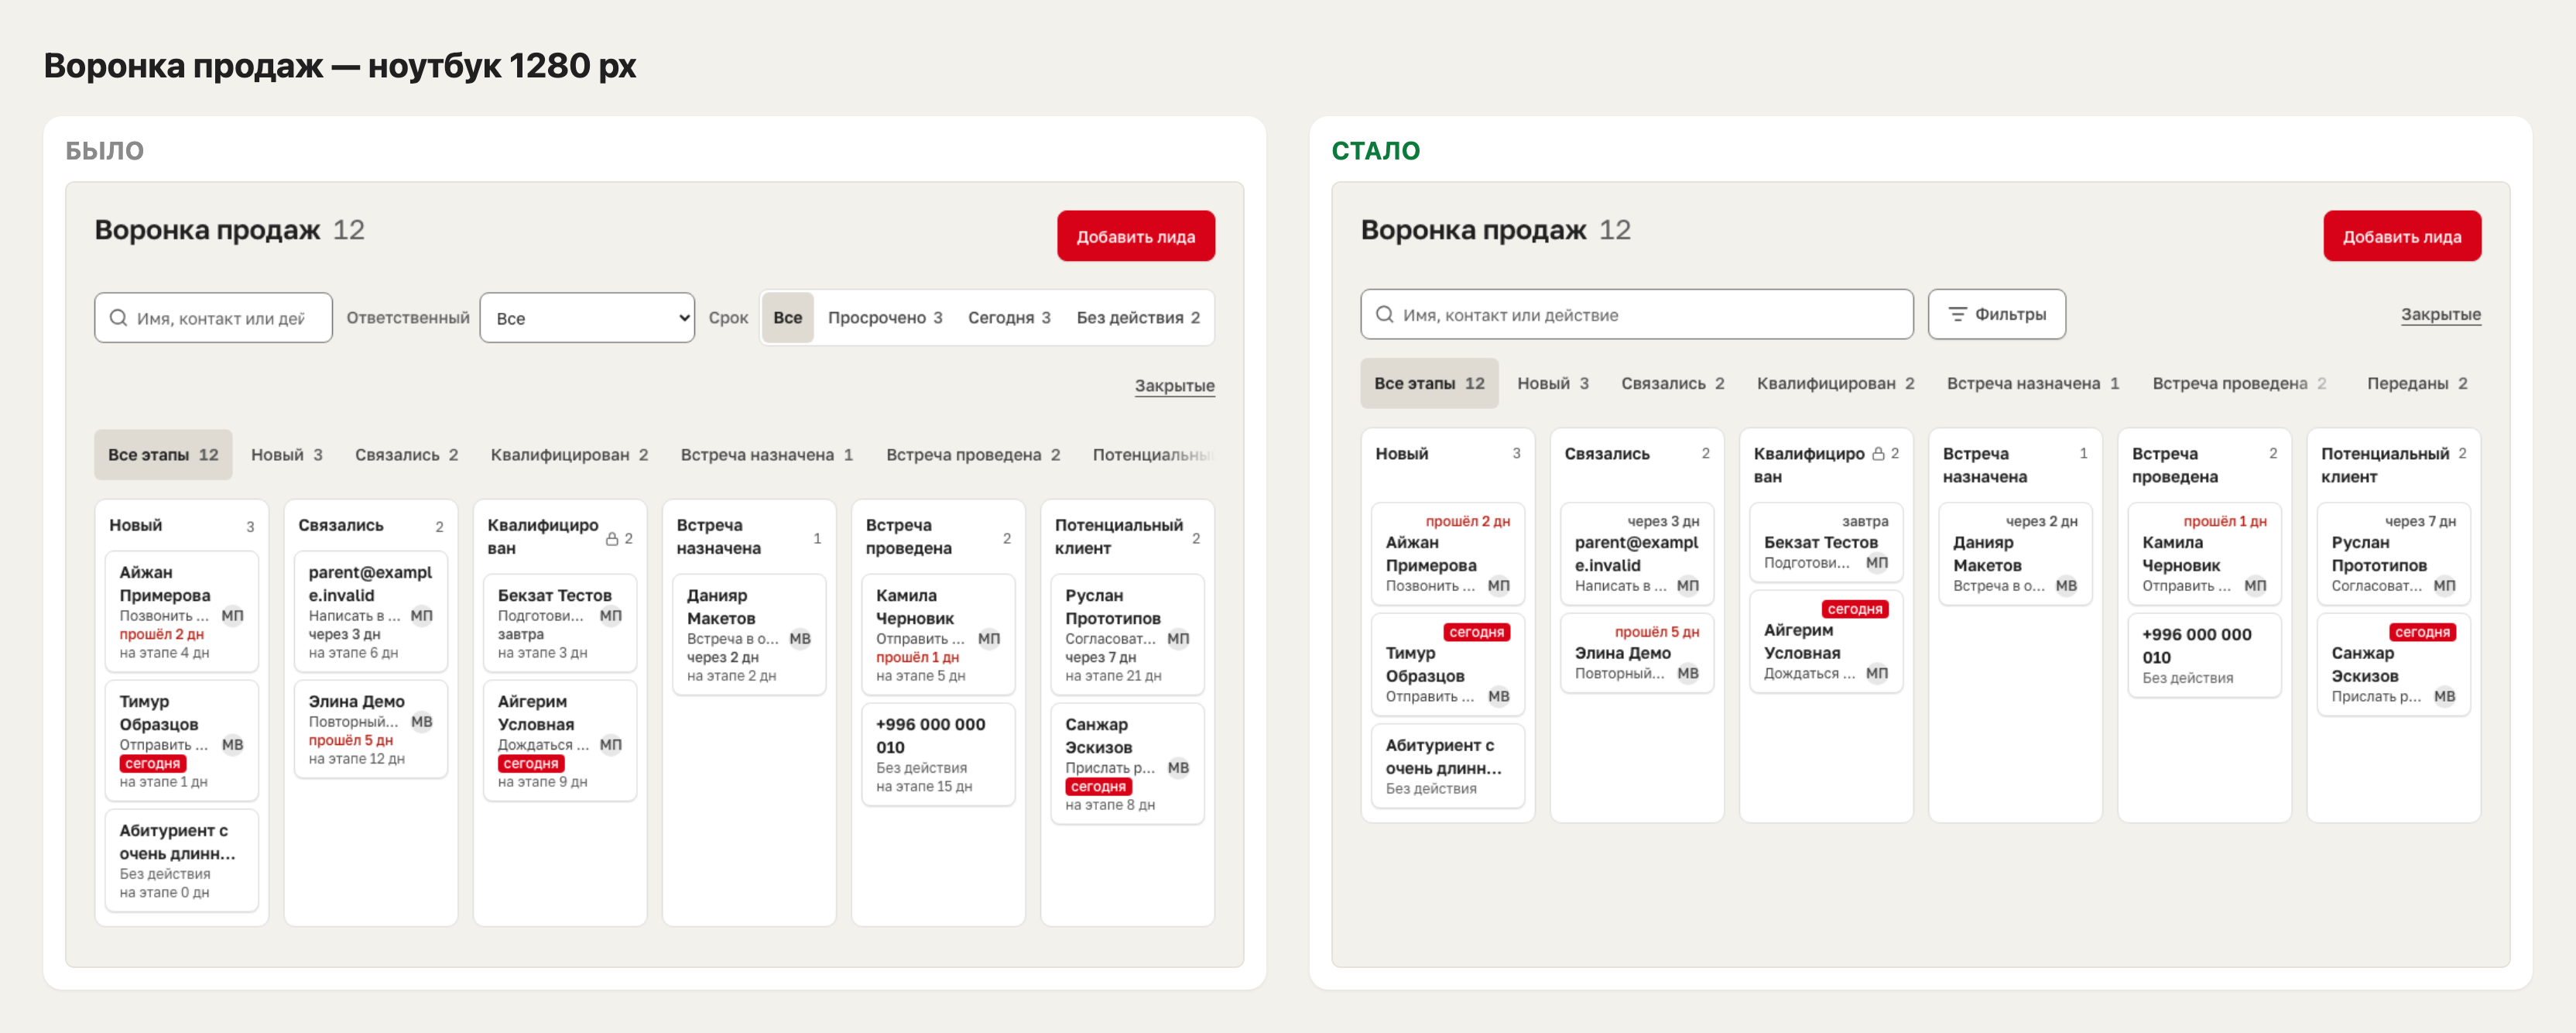 Воронка продаж — ноутбук 1280 px
БЫЛО
Воронка продаж 12
Добавить лида
Имя, контакт или дей
Ответственный
Все
Срок
Все
Просрочено 3
Сегодня 3
Без действия 2
Закрытые
Все этапы 12
Новый 3
Связались 2
Квалифицирован 2
Встреча назначена 1
Встреча проведена 2
Потенциальны
Новый 3
Айжан
Примерова
Позвонить ... МП
прошёл 2 дн
на этапе 4 дн
Тимур
Образцов
Отправить ... МВ
сегодня
на этапе 1 дн
Абитуриент с
очень длинн...
Без действия
на этапе 0 дн
Связались 2
parent@exampl
e.invalid
Написать в ... МП
через 3 дн
на этапе 6 дн
Элина Демо
Повторный... МВ
прошёл 5 дн
на этапе 12 дн
Квалифициро
ван 2
Бекзат Тестов
Подготови... МП
завтра
на этапе 3 дн
Айгерим
Условная
Дождаться ... МП
сегодня
на этапе 9 дн
Встреча
назначена 1
Данияр
Макетов
Встреча в о... МВ
через 2 дн
на этапе 2 дн
Встреча
проведена 2
Камила
Черновик
Отправить ... МП
прошёл 1 дн
на этапе 5 дн
+996 000 000
010
Без действия
на этапе 15 дн
Потенциальный
клиент 2
Руслан
Прототипов
Согласоват... МП
через 7 дн
на этапе 21 дн
Санжар
Эскизов
Прислать р... МВ
сегодня
на этапе 8 дн
СТАЛО
Воронка продаж 12
Добавить лида
Имя, контакт или действие
Фильтры
Закрытые
Все этапы 12
Новый 3
Связались 2
Квалифицирован 2
Встреча назначена 1
Встреча проведена 2
Переданы 2
Новый 3
прошёл 2 дн
Айжан
Примерова
Позвонить ... МП
сегодня
Тимур
Образцов
Отправить ... МВ
Абитуриент с
очень длинн...
Без действия
Связались 2
через 3 дн
parent@exampl
e.invalid
Написать в ... МП
прошёл 5 дн
Элина Демо
Повторный... МВ
Квалифициро 2
ван
завтра
Бекзат Тестов
Подготови... МП
сегодня
Айгерим
Условная
Дождаться ... МП
Встреча 1
назначена
через 2 дн
Данияр
Макетов
Встреча в о... МВ
Встреча 2
проведена
прошёл 1 дн
Камила
Черновик
Отправить ... МП
+996 000 000
010
Без действия
Потенциальный 2
клиент
через 7 дн
Руслан
Прототипов
Согласоват... МП
сегодня
Санжар
Эскизов
Прислать р... МВ